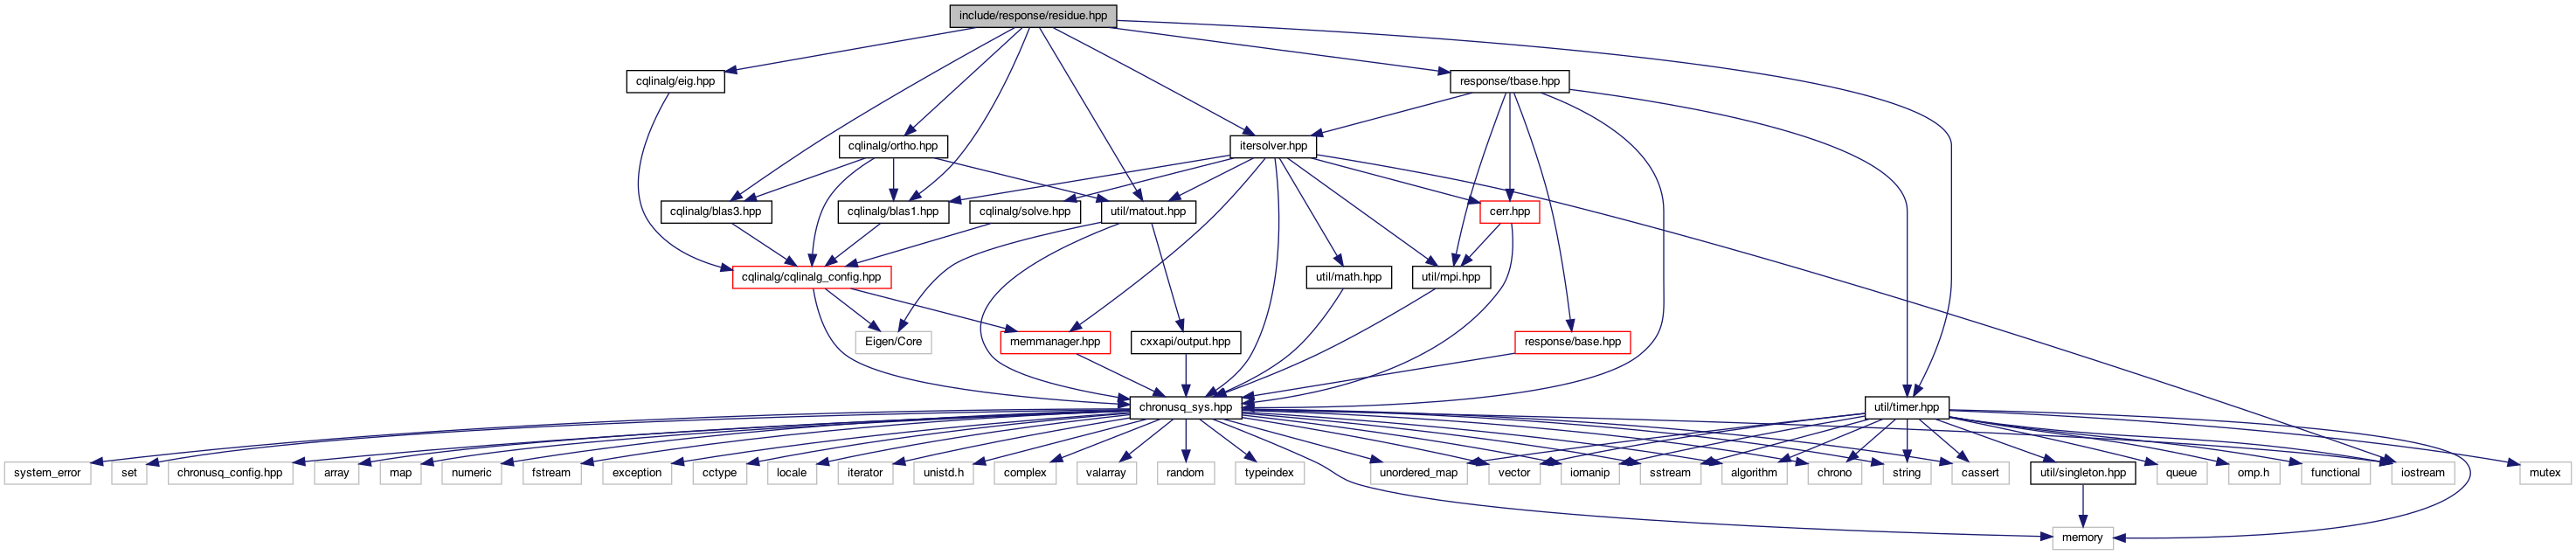 include/response/residue.hpp
cqlinalg/eig.hpp
response/tbase.hpp
cqlinalg/ortho.hpp
itersolver.hpp
cqlinalg/blas3.hpp
cqlinalg/blas1.hpp
cqlinalg/solve.hpp
util/matout.hpp
cerr.hpp
cqlinalg/cqlinalg_config.hpp
util/math.hpp
util/mpi.hpp
Eigen/Core
memmanager.hpp
cxxapi/output.hpp
response/base.hpp
chronusq_sys.hpp
util/timer.hpp
system_error
set
chronusq_config.hpp
array
map
numeric
fstream
exception
cctype
locale
iterator
unistd.h
complex
valarray
random
typeindex
unordered_map
vector
iomanip
sstream
algorithm
chrono
string
cassert
util/singleton.hpp
queue
omp.h
functional
iostream
mutex
memory